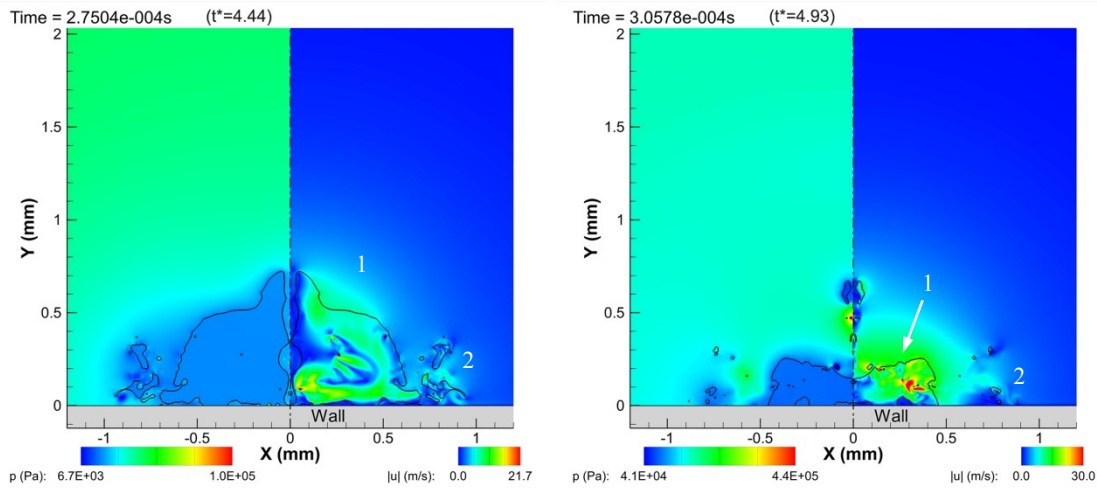 Time = 2.7504e-004s (t*=4.44)
2
1.5
1
0.5
0
Y (mm)
1
2
Wall
-1 -0.5 0 0.5 1
X (mm)
p (Pa): 6.7E+03 1.0E+05 |u| (m/s): 0.0 21.7
Time = 3.0578e-004s (t*=4.93)
2
1.5
1
0.5
0
Y (mm)
1
2
Wall
-1 -0.5 0 0.5 1
X (mm)
p (Pa): 4.1E+04 4.4E+05 |u| (m/s): 0.0 30.0